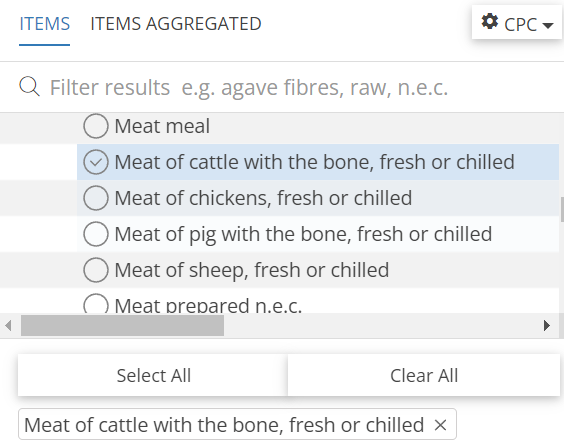 ITEMS ITEMS AGGREGATED CPC
Filter results e.g. agave fibres, raw, n.e.c.
Meat meal
Meat of cattle with the bone, fresh or chilled
Meat of chickens, fresh or chilled
Meat of pig with the bone, fresh or chilled
Meat of sheep, fresh or chilled
Meat prepared n.e.c.
Select All Clear All
Meat of cattle with the bone, fresh or chilled ×